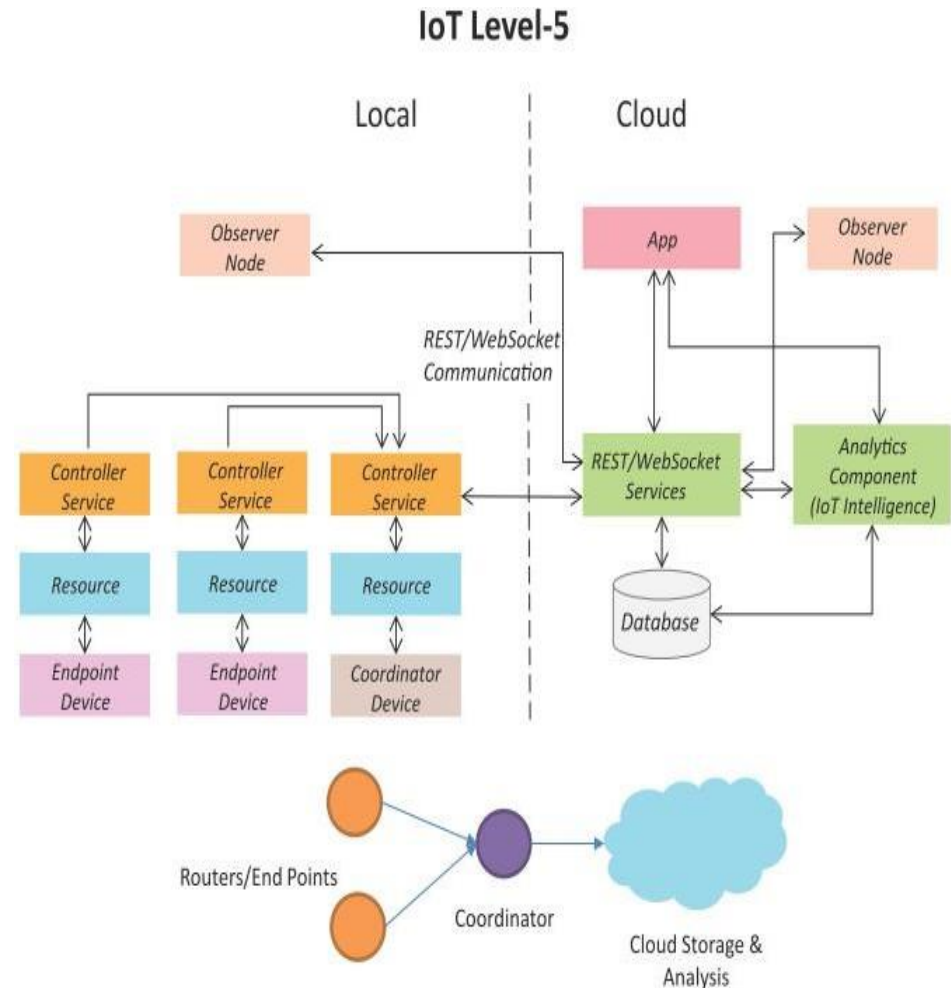 IoT Level-5
Local
Cloud
Observer
Node
App
Observer
Node
REST/WebSocket
Communication
Controller
Service
Controller
Service
Controller
Service
REST/WebSocket
Services
Analytics
Component
(IoT Intelligence)
Resource
Resource
Resource
Database
Endpoint
Device
Endpoint
Device
Coordinator
Device
Routers/End Points
Coordinator
Cloud Storage &
Analysis